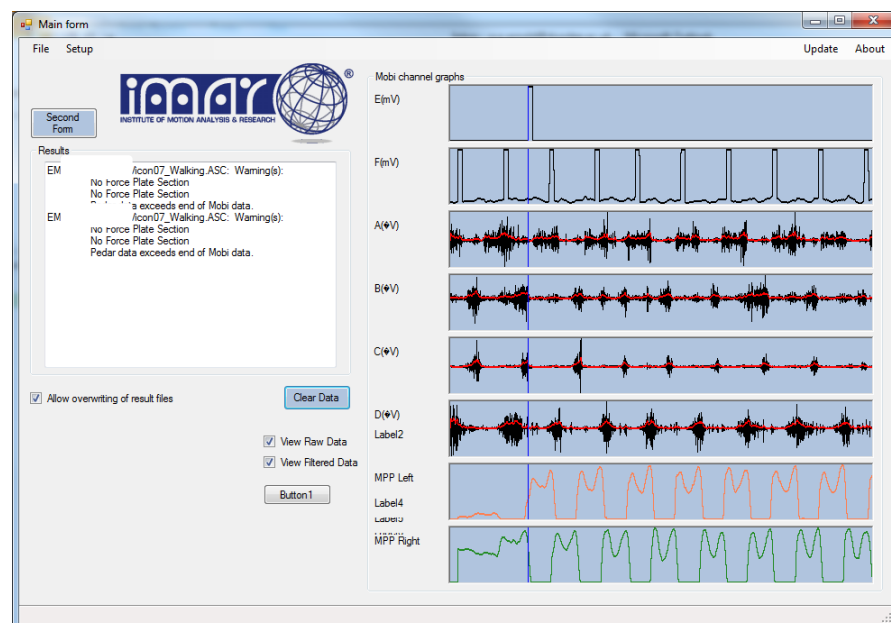 Main form
File Setup Update About
imar
®
INSTITUTE OF MOTION ANALYSIS & RESEARCH
Second
Form
Results
EM /icon07_Walking.ASC: Warning(s):
No Force Plate Section
No Force Plate Section
exceeds end of Mobi data.
EM /icon07_Walking.ASC: Warning(s):
No Force Plate Section
No Force Plate Section
Pedar data exceeds end of Mobi data.
Allow overwriting of result files
Clear Data
View Raw Data
View Filtered Data
Button1
Mobi channel graphs
E(mV)
F(mV)
A(�V)
B(�V)
C(�V)
D(�V)
Label2
MPP Left
Label4
Label5
MPP Right